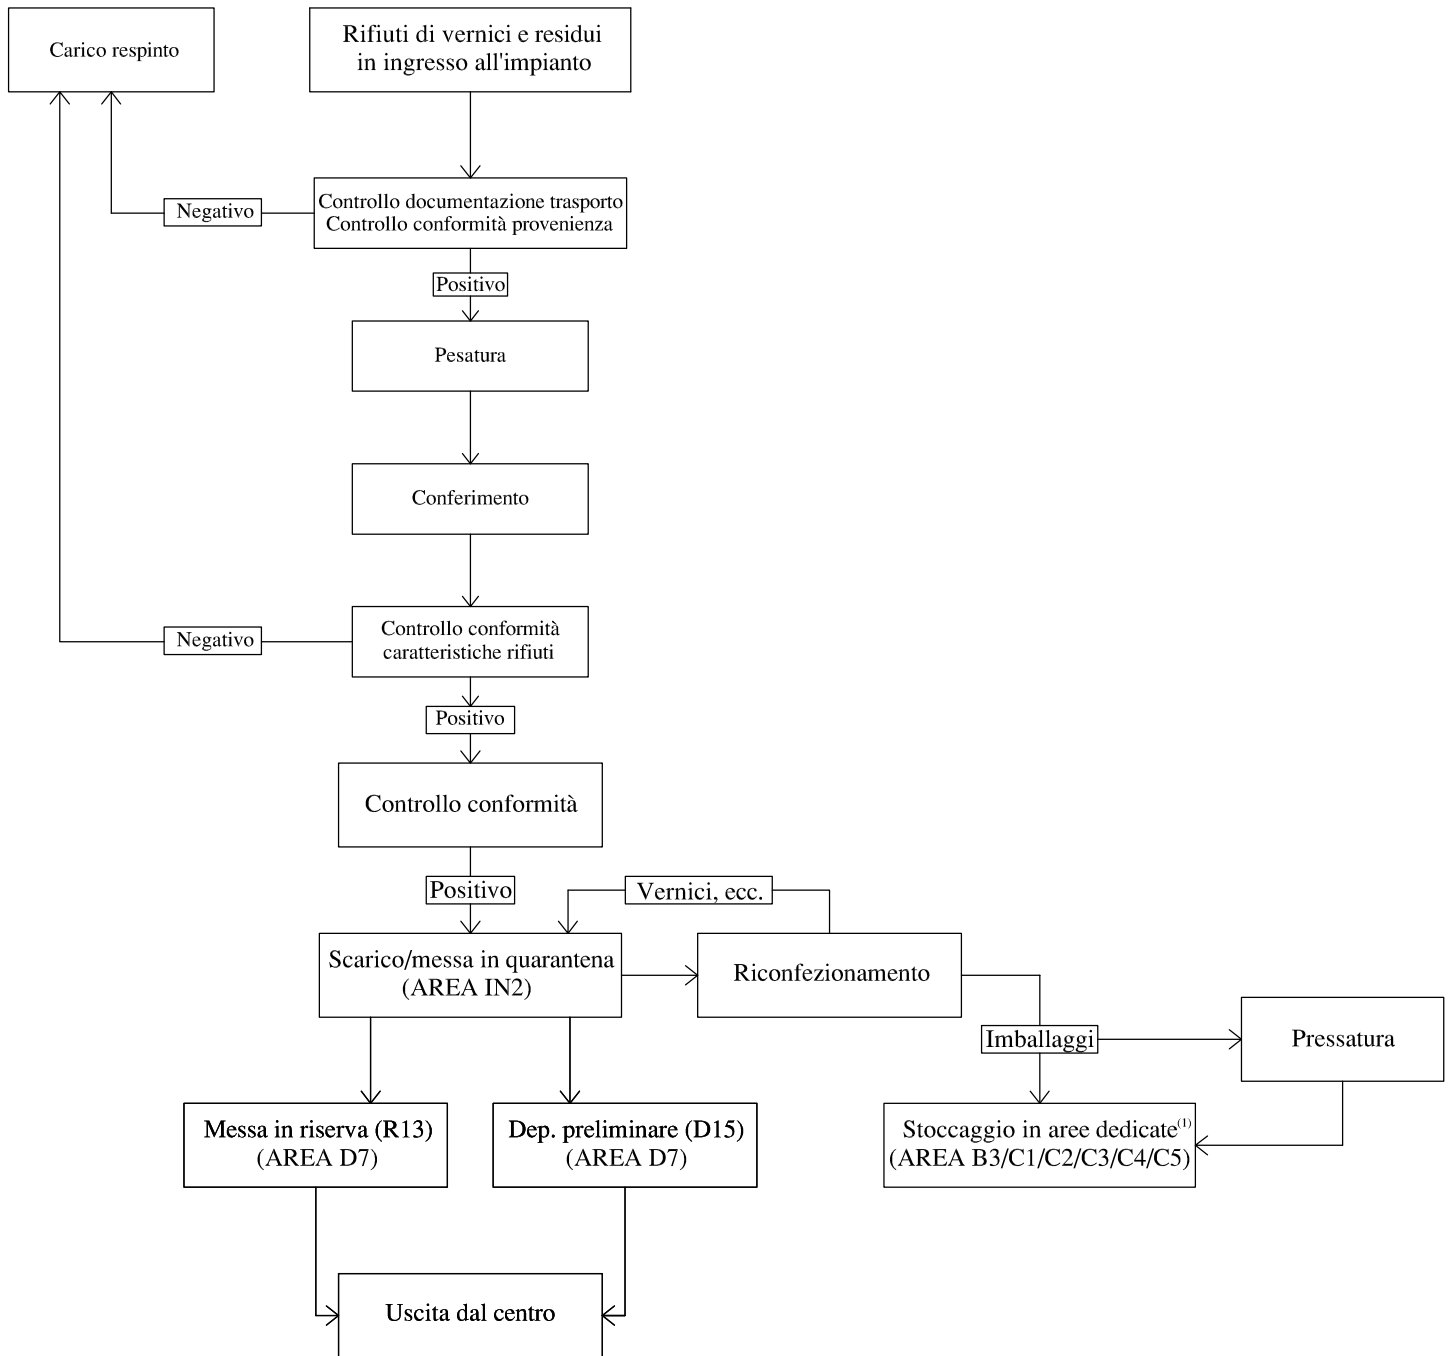 Carico respinto
Rifiuti di vernici e residui
in ingresso all'impianto
Controllo documentazione trasporto
Controllo conformità provenienza
Negativo
Positivo
Pesatura
Conferimento
Controllo conformità
caratteristiche rifiuti
Negativo
Positivo
Controllo conformità
Positivo
Vernici, ecc.
Scarico/messa in quarantena
(AREA IN2)
Riconfezionamento
Imballaggi
Pressatura
Messa in riserva (R13)
(AREA D7)
Dep. preliminare (D15)
(AREA D7)
Stoccaggio in aree dedicate(1)
(AREA B3/C1/C2/C3/C4/C5)
Uscita dal centro